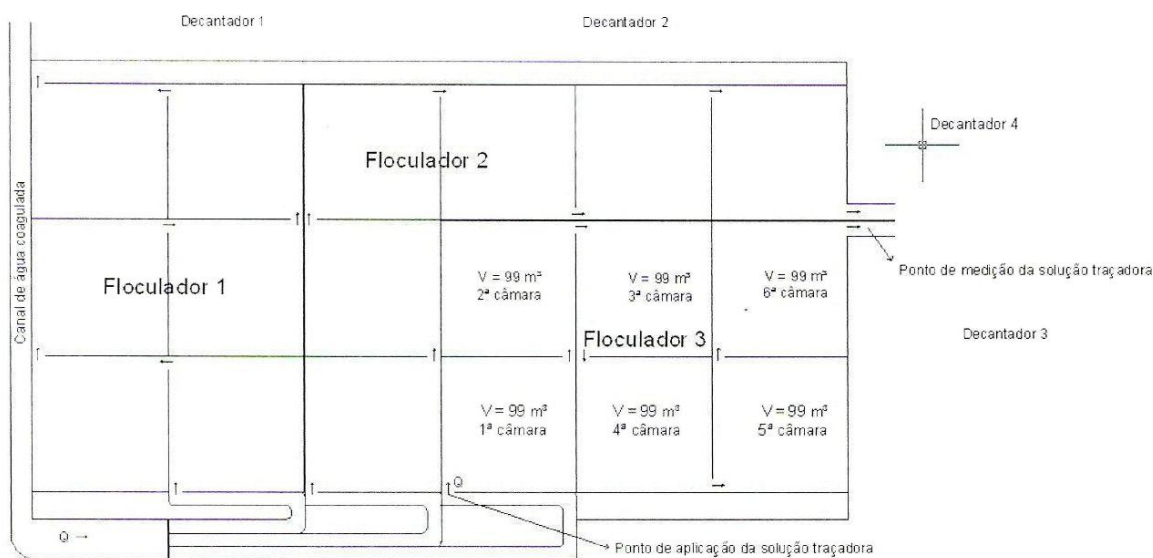 Decantador 1
Decantador 2
Decantador 4
Floculador 2
Canal de água coagulada
Floculador 1
V = 99 m³
2ª câmara
V = 99 m³
3ª câmara
V = 99 m³
6ª câmara
Ponto de medição da solução traçadora
Floculador 3
Decantador 3
V = 99 m³
1ª câmara
V = 99 m³
4ª câmara
V = 99 m³
5ª câmara
Q
Q
Ponto de aplicação da solução traçadora